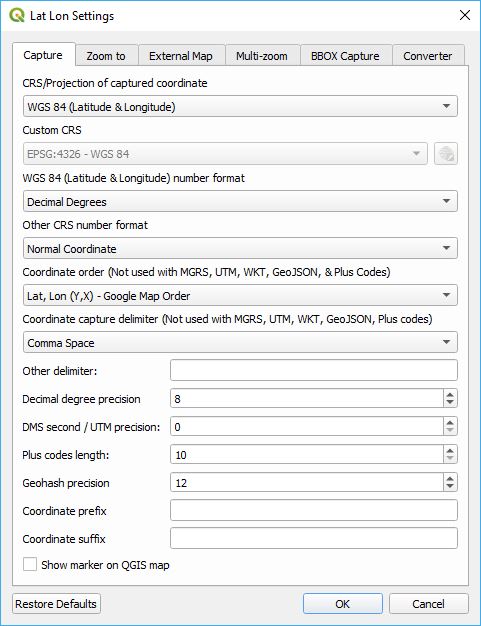 Lat Lon Settings
Capture
Zoom to
External Map
Multi-zoom
BBOX Capture
Converter
CRS/Projection of captured coordinate
WGS 84 (Latitude & Longitude)
Custom CRS
EPSG:4326 - WGS 84
WGS 84 (Latitude & Longitude) number format
Decimal Degrees
Other CRS number format
Normal Coordinate
Coordinate order (Not used with MGRS, UTM, WKT, GeoJSON, & Plus Codes)
Lat, Lon (Y,X) - Google Map Order
Coordinate capture delimiter (Not used with MGRS, UTM, WKT, GeoJSON, Plus codes)
Comma Space
Other delimiter:
Decimal degree precision 8
DMS second / UTM precision: 0
Plus codes length: 10
Geohash precision 12
Coordinate prefix
Coordinate suffix
Show marker on QGIS map
Restore Defaults
OK
Cancel